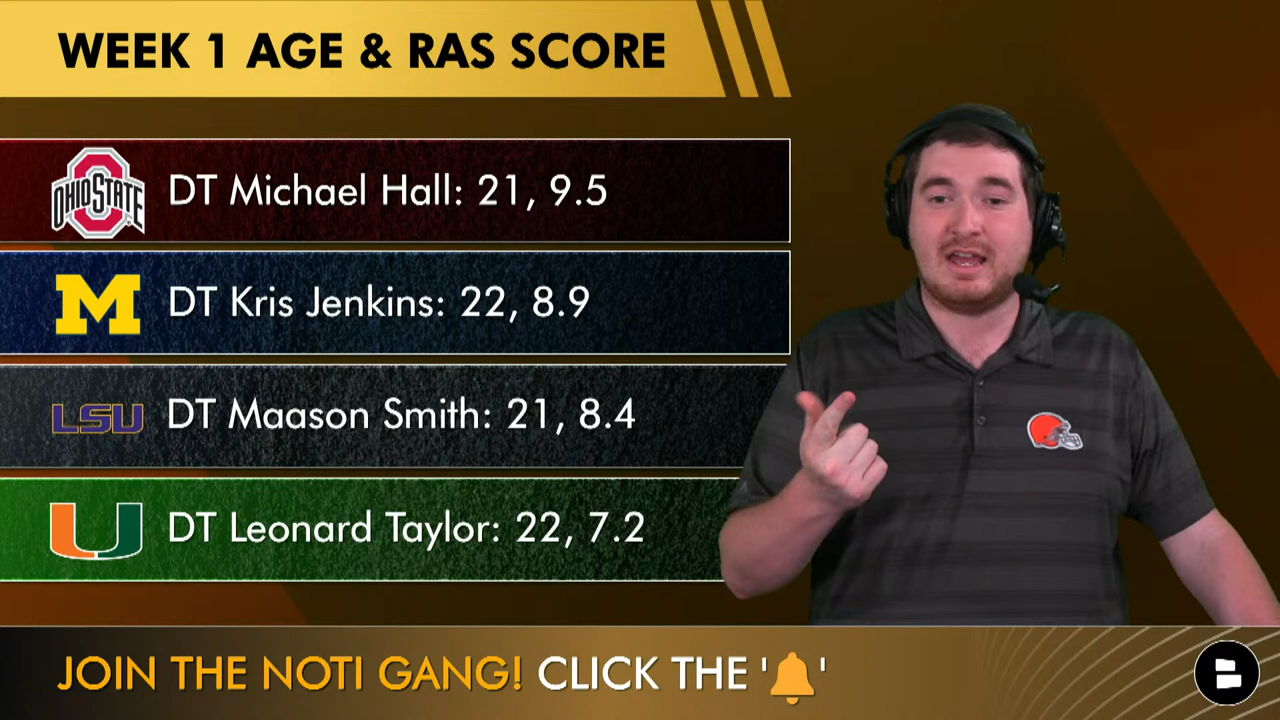 WEEK 1 AGE & RAS SCORE
OHIO STATE
DT Michael Hall: 21, 9.5
M
DT Kris Jenkins: 22, 8.9
LSU
DT Maason Smith: 21, 8.4
U
DT Leonard Taylor: 22, 7.2
JOIN THE NOTI GANG! CLICK THE ' '